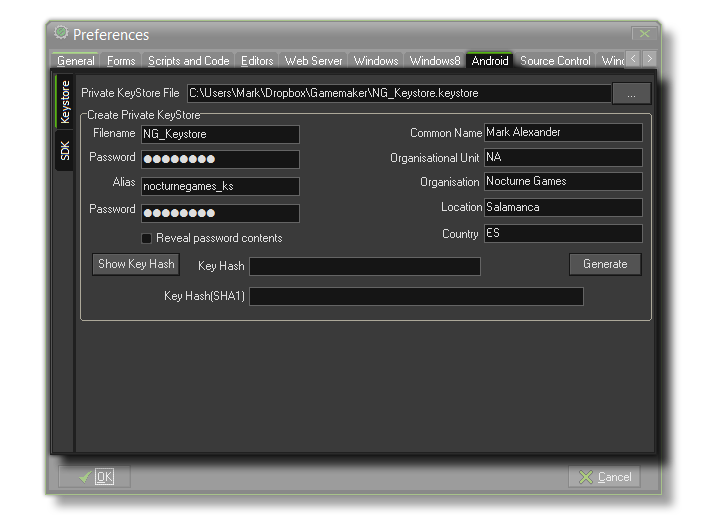 Preferences
General Forms Scripts and Code Editors Web Server Windows Windows8 Android Source Control
Keystore
SDK
Private KeyStore File C:\Users\Mark\Dropbox\Gamemaker\NG_Keystore.keystore ...
Create Private KeyStore
Filename NG_Keystore Common Name Mark Alexander
Password ●●●●●●●● Organisational Unit NA
Alias nocturnegames_ks Organisation Nocturne Games
Password ●●●●●●●● Location Salamanca
Reveal password contents Country ES
Show Key Hash Key Hash Generate
Key Hash(SHA1)
OK Cancel